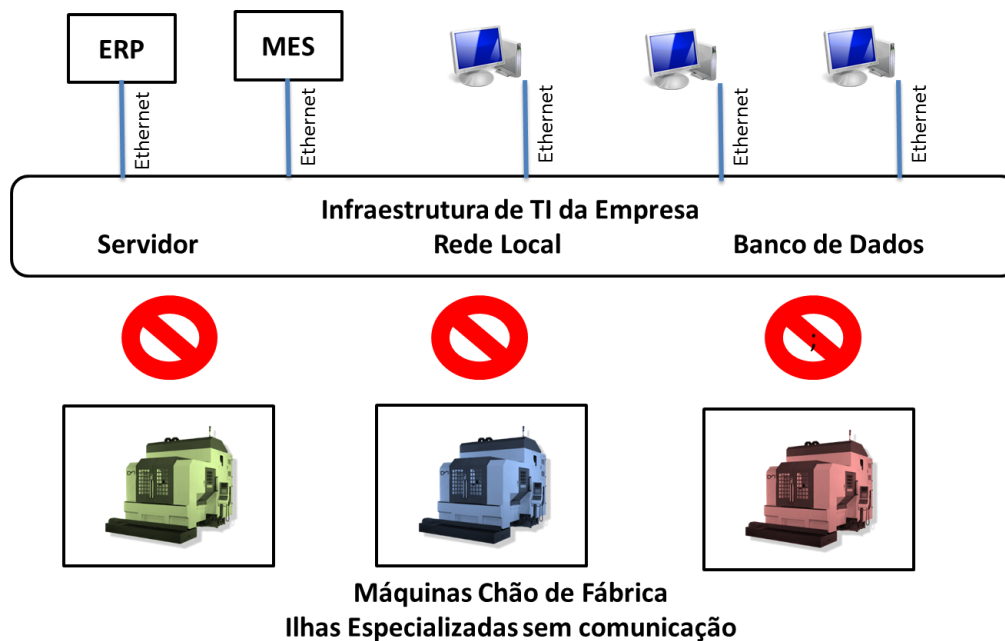 ERP
MES
Ethernet
Ethernet
Ethernet
Ethernet
Ethernet
Infraestrutura de TI da Empresa
Servidor
Rede Local
Banco de Dados
;
Máquinas Chão de Fábrica
Ilhas Especializadas sem comunicação